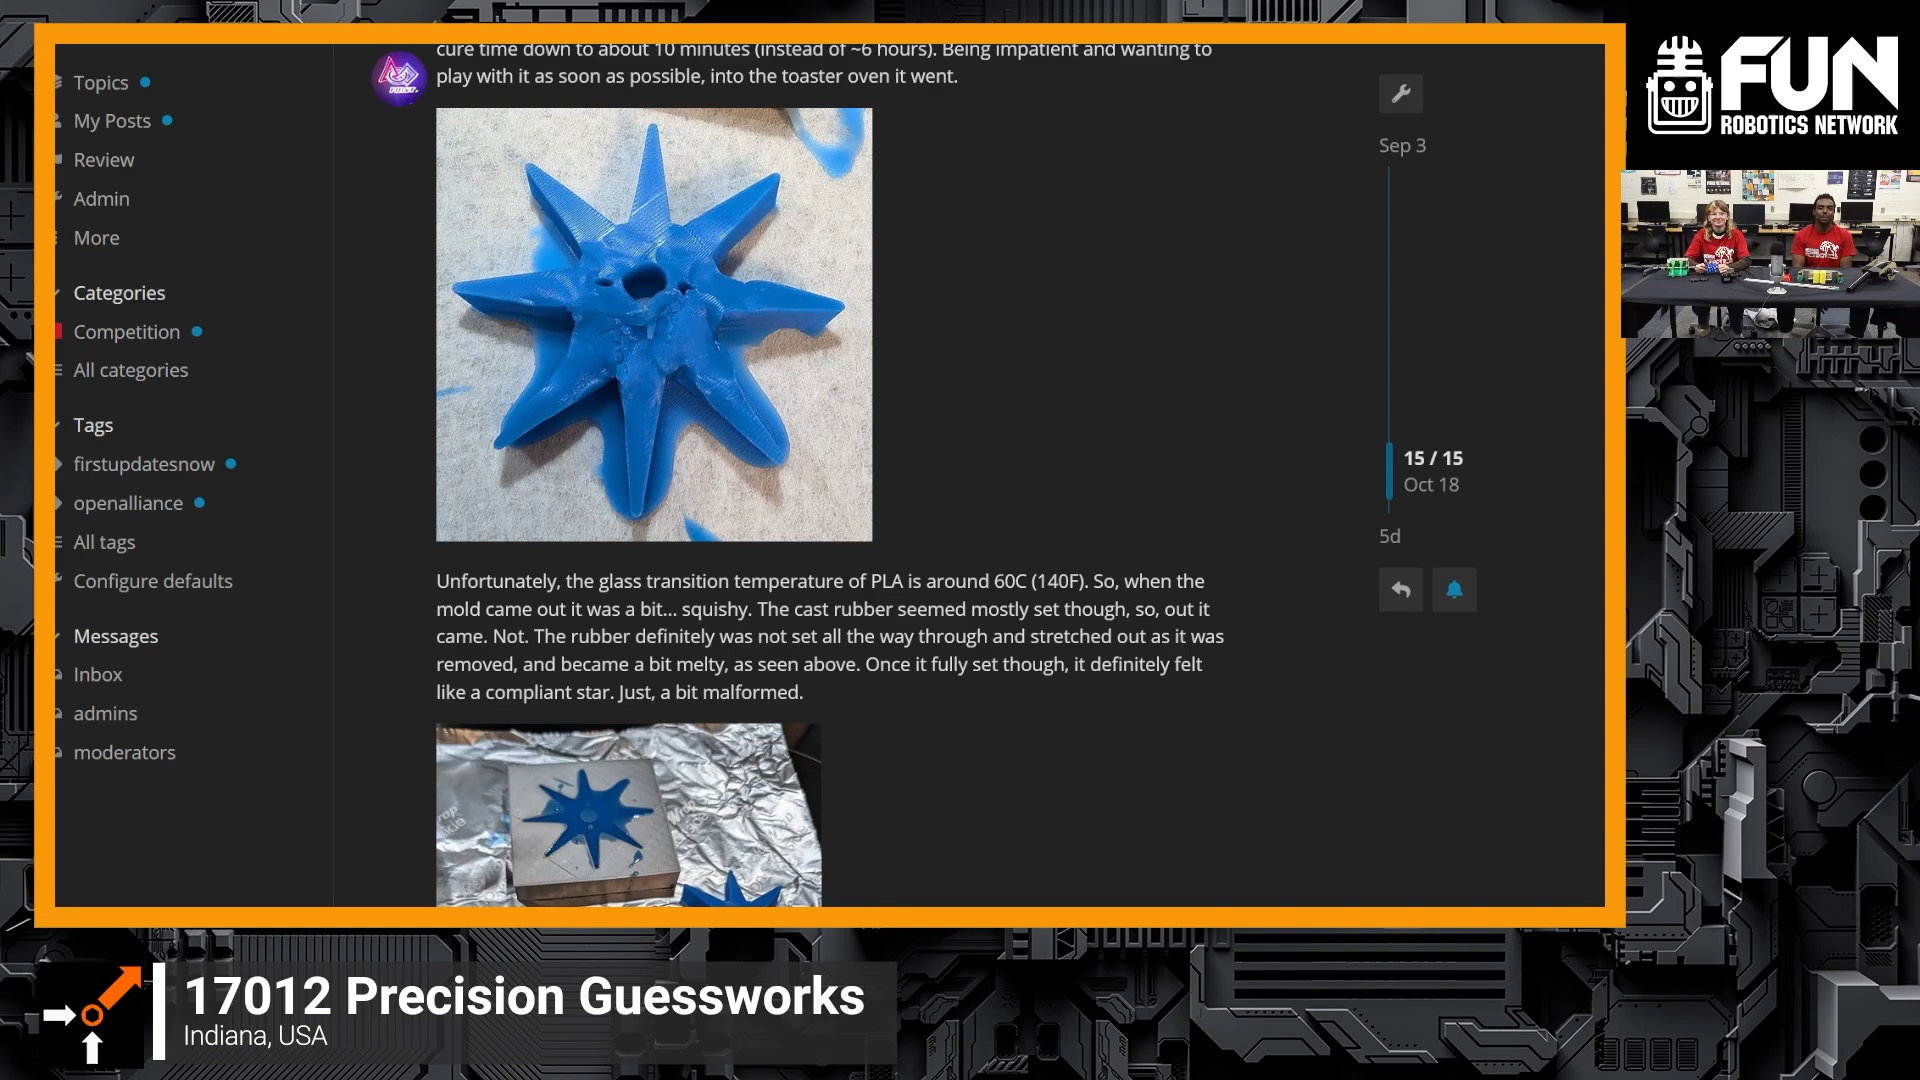 cure time down to about 10 minutes (instead of ~6 hours). Being impatient and wanting to
play with it as soon as possible, into the toaster oven it went.
Topics
My Posts
Review
Admin
More
Categories
Competition
All categories
Tags
firstupdatesnow
openalliance
All tags
Configure defaults
Messages
Inbox
admins
moderators
FIRST.
Sep 3
15 / 15
Oct 18
5d
Unfortunately, the glass transition temperature of PLA is around 60C (140F). So, when the
mold came out it was a bit... squishy. The cast rubber seemed mostly set though, so, out it
came. Not. The rubber definitely was not set all the way through and stretched out as it was
removed, and became a bit melty, as seen above. Once it fully set though, it definitely felt
like a compliant star. Just, a bit malformed.
FUN
ROBOTICS NETWORK
17012 Precision Guessworks
Indiana, USA